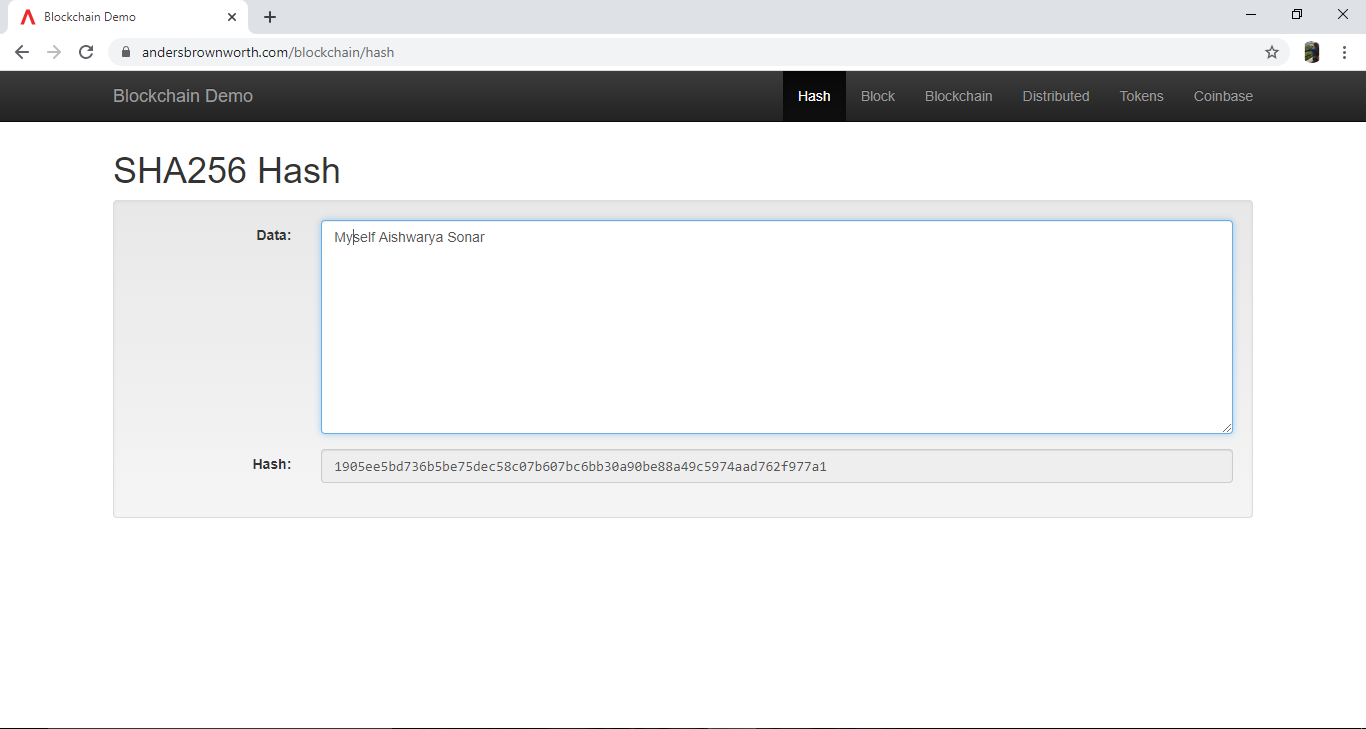 Blockchain Demo
andersbrownworth.com/blockchain/hash
Blockchain Demo Hash Block Blockchain Distributed Tokens Coinbase
SHA256 Hash
Data: Myself Aishwarya Sonar
Hash: 1905ee5bd736b5be75dec58c07b607bc6bb30a90be88a49c5974aad762f977a1